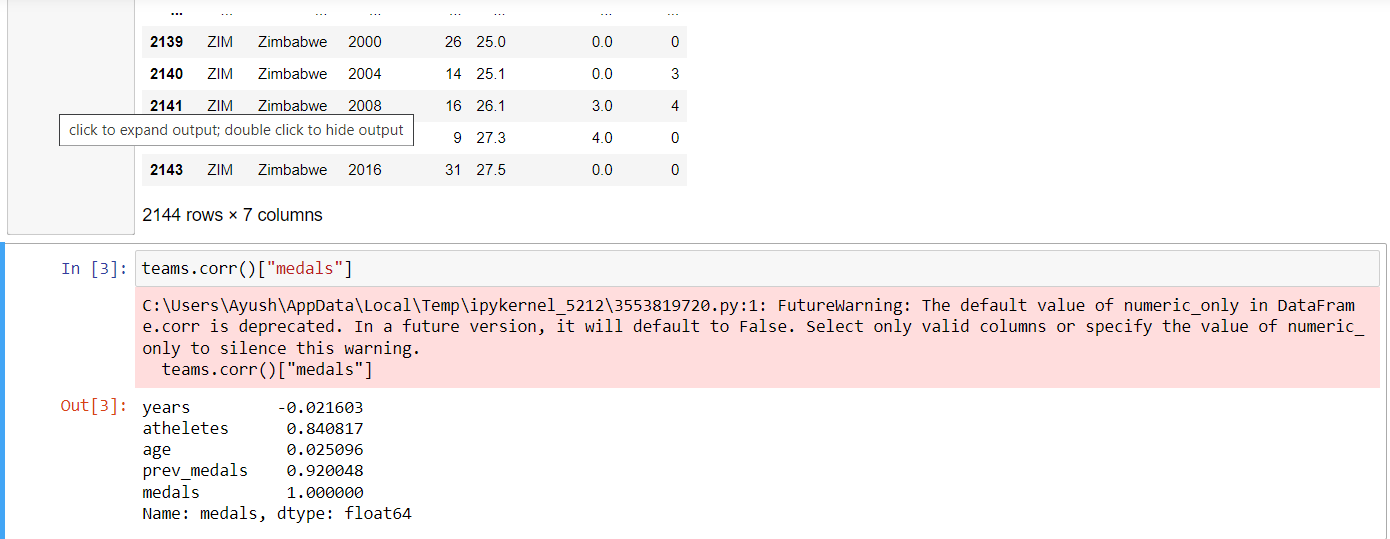 ... ... ... ... ... ... ... ...
2139 ZIM Zimbabwe 2000 26 25.0 0.0 0
2140 ZIM Zimbabwe 2004 14 25.1 0.0 3
2141 ZIM Zimbabwe 2008 16 26.1 3.0 4
click to expand output; double click to hide output 9 27.3 4.0 0
2143 ZIM Zimbabwe 2016 31 27.5 0.0 0
2144 rows × 7 columns
In [3]: teams.corr()["medals"]
C:\Users\Ayush\AppData\Local\Temp\ipykernel_5212\3553819720.py:1: FutureWarning: The default value of numeric_only in DataFram
e.corr is deprecated. In a future version, it will default to False. Select only valid columns or specify the value of numeric_
only to silence this warning.
teams.corr()["medals"]
Out[3]: years -0.021603
atheletes 0.840817
age 0.025096
prev_medals 0.920048
medals 1.000000
Name: medals, dtype: float64